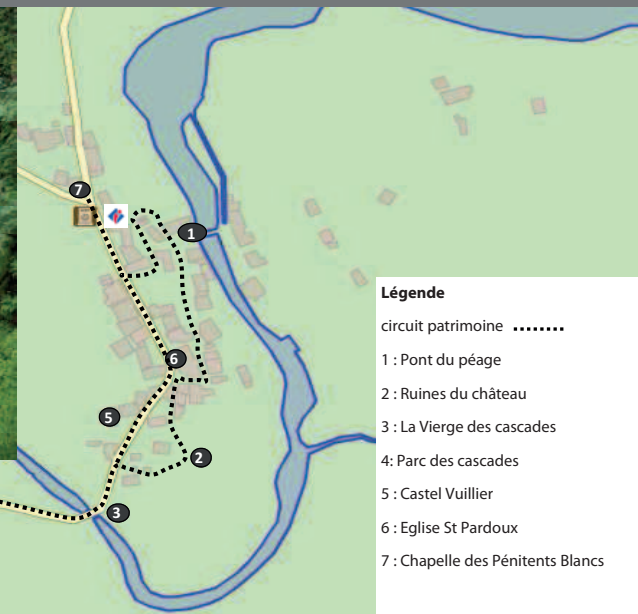 7
1
6
5
2
3
Légende
circuit patrimoine ........
1 : Pont du péage
2 : Ruines du château
3 : La Vierge des cascades
4: Parc des cascades
5 : Castel Vuillier
6 : Eglise St Pardoux
7 : Chapelle des Pénitents Blancs